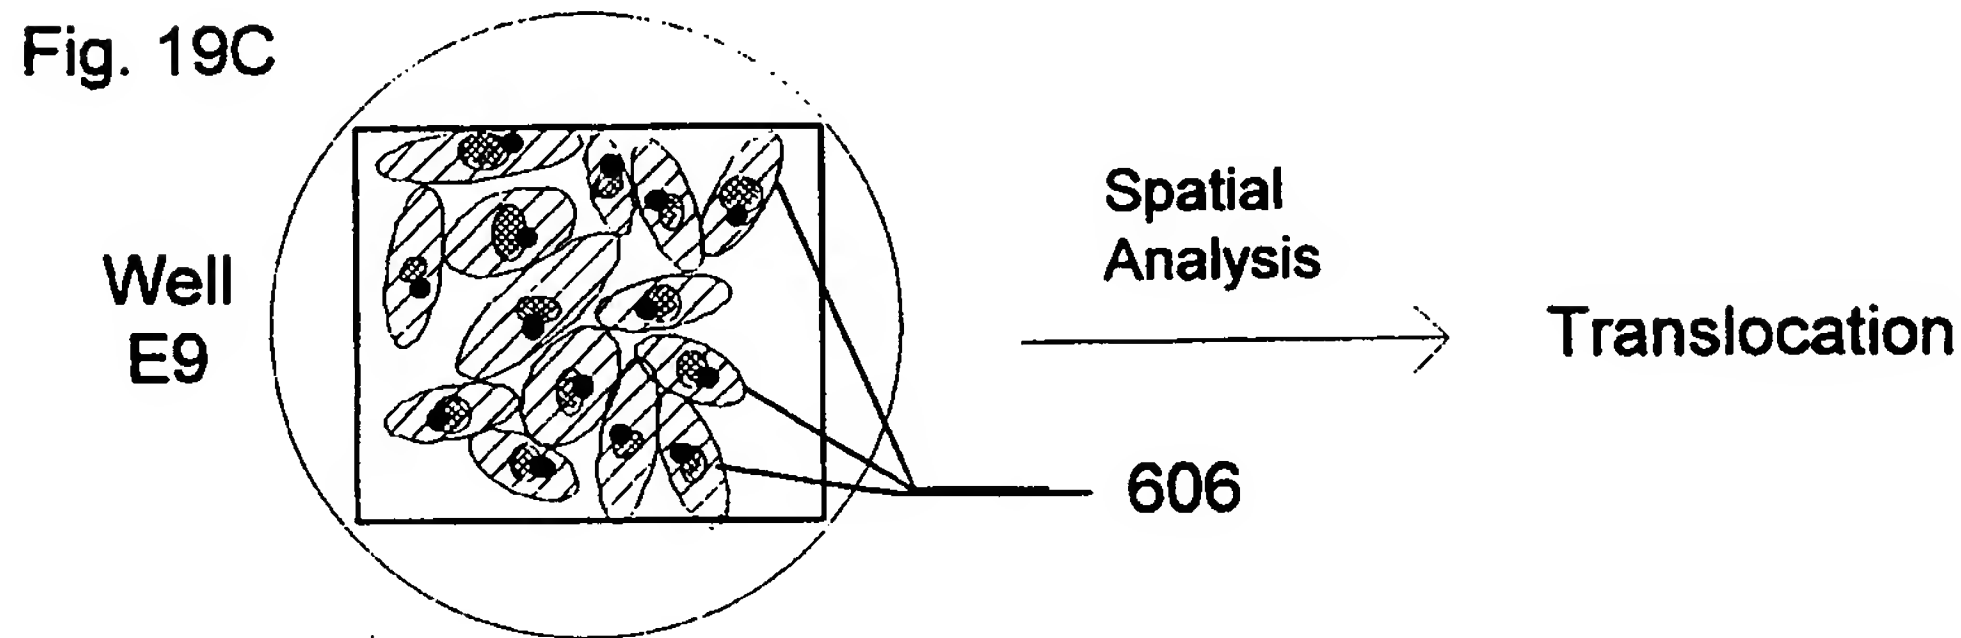 Fig. 19C
Well
E9
Spatial
Analysis
Translocation
606